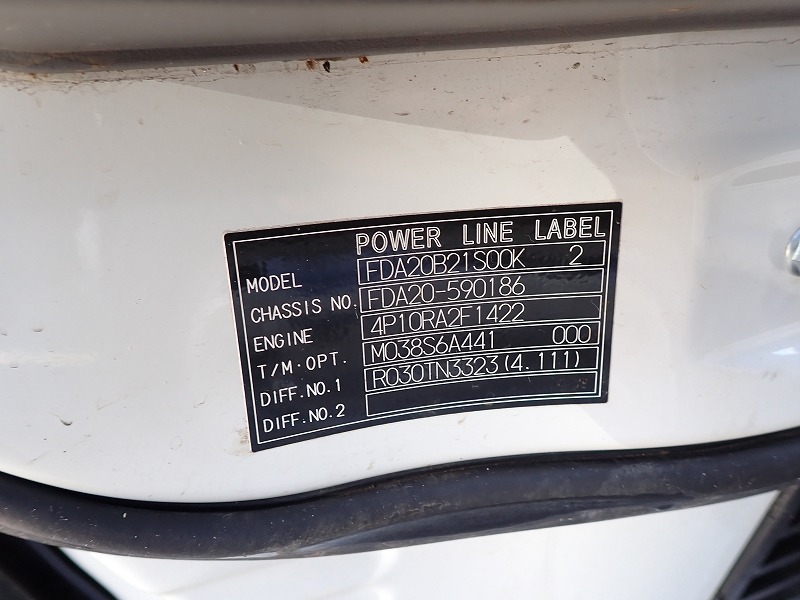 POWER LINE LABEL
MODEL FDA20B21S00K 2
CHASSIS NO. FDA20-590186
ENGINE 4P10RA2F1422
T/M·OPT. M038S6A441 000
DIFF.NO.1 R030TN3323(4.111)
DIFF.NO.2